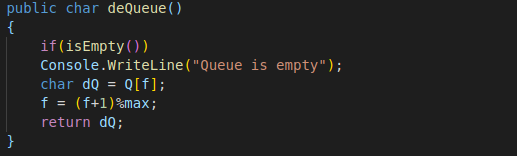 public char deQueue()
{
if(isEmpty())
Console.WriteLine("Queue is empty");
char dQ = Q[f];
f = (f+1)%max;
return dQ;
}